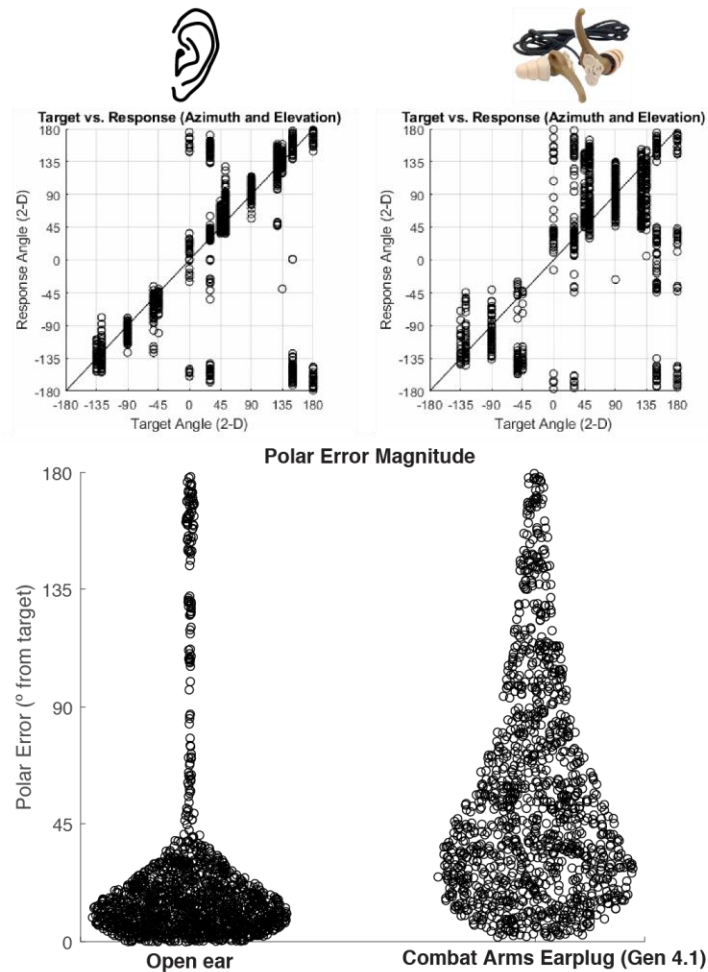 Target vs. Response (Azimuth and Elevation)
180
135
90
45
0
-45
-90
-135
-180
Response Angle (2-D)
-180 -135 -90 -45 0 45 90 135 180
Target Angle (2-D)
Target vs. Response (Azimuth and Elevation)
180
135
90
45
0
-45
-90
-135
-180
Response Angle (2-D)
-180 -135 -90 -45 0 45 90 135 180
Target Angle (2-D)
Polar Error Magnitude
180
135
90
45
0
Polar Error (º from target)
Open ear
Combat Arms Earplug (Gen 4.1)